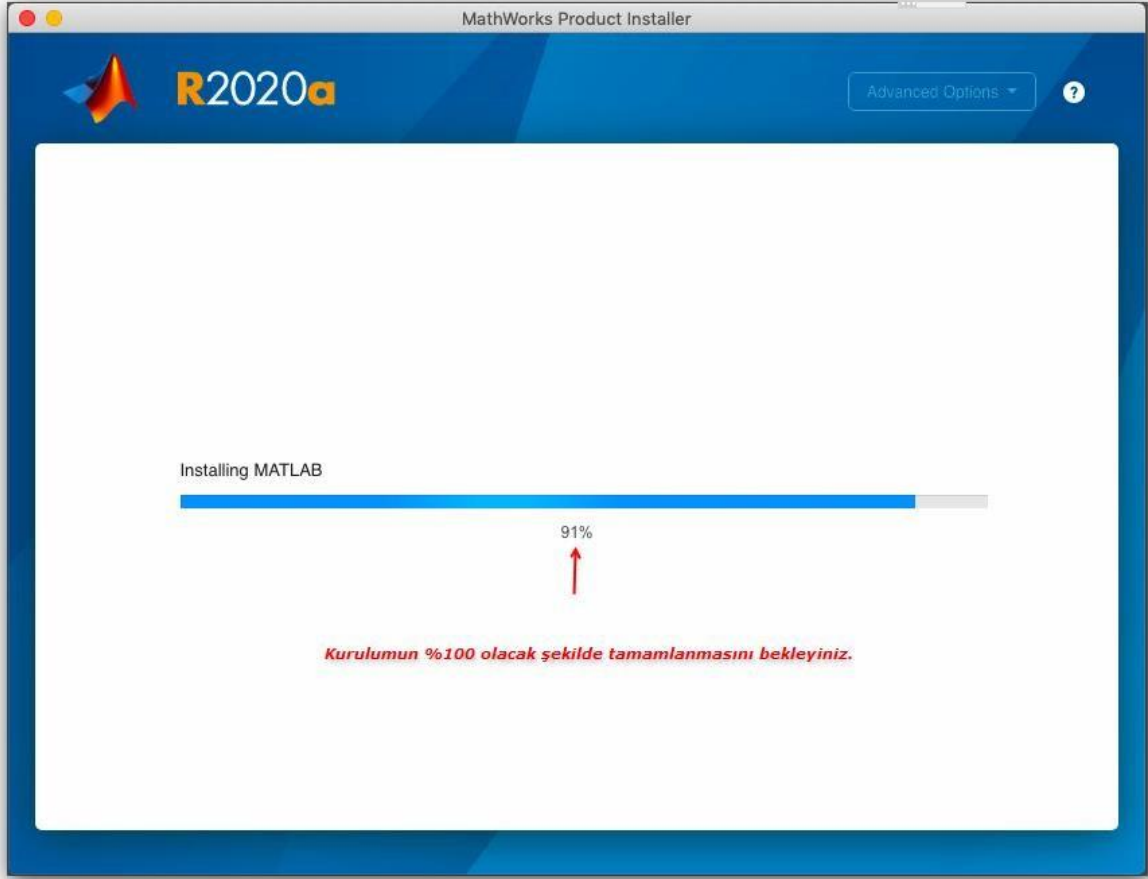 MathWorks Product Installer
R2020a
Advanced Options
?
Installing MATLAB
91%
Kurulumun %100 olacak şekilde tamamlanmasını bekleyiniz.